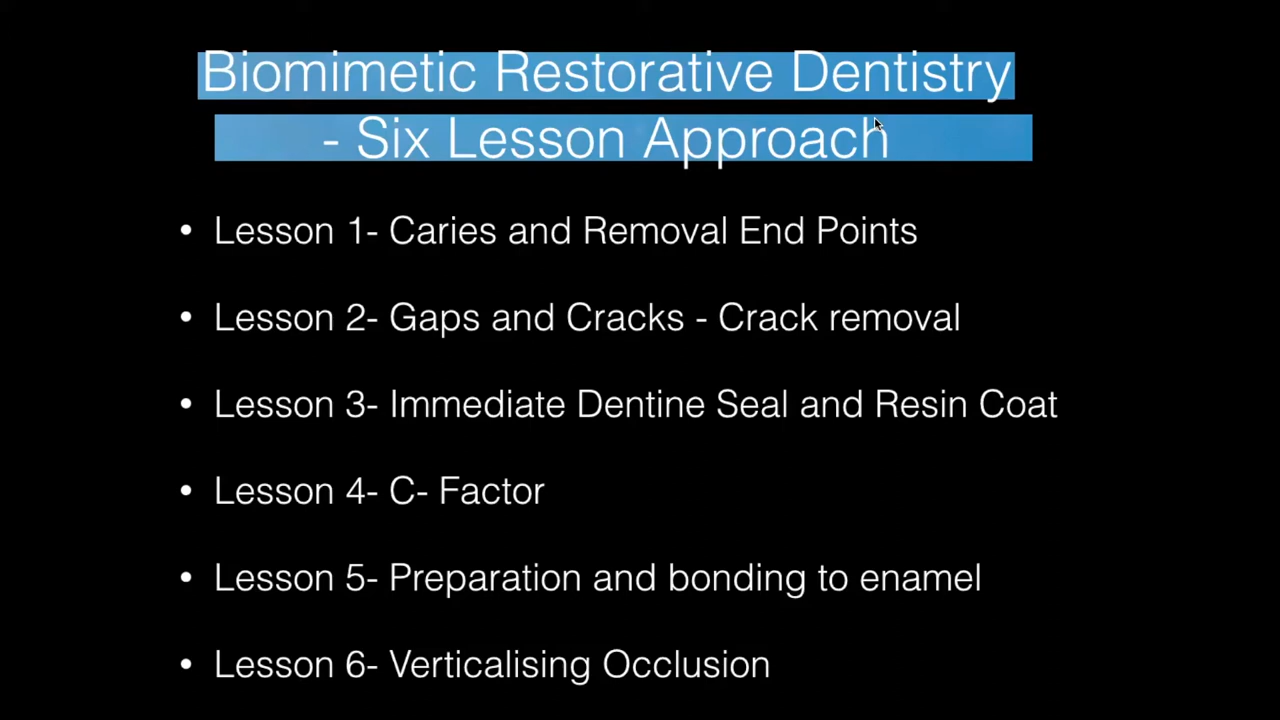 Biomimetic Restorative Dentistry
- Six Lesson Approach
• Lesson 1- Caries and Removal End Points
• Lesson 2- Gaps and Cracks - Crack removal
• Lesson 3- Immediate Dentine Seal and Resin Coat
• Lesson 4- C- Factor
• Lesson 5- Preparation and bonding to enamel
• Lesson 6- Verticalising Occlusion